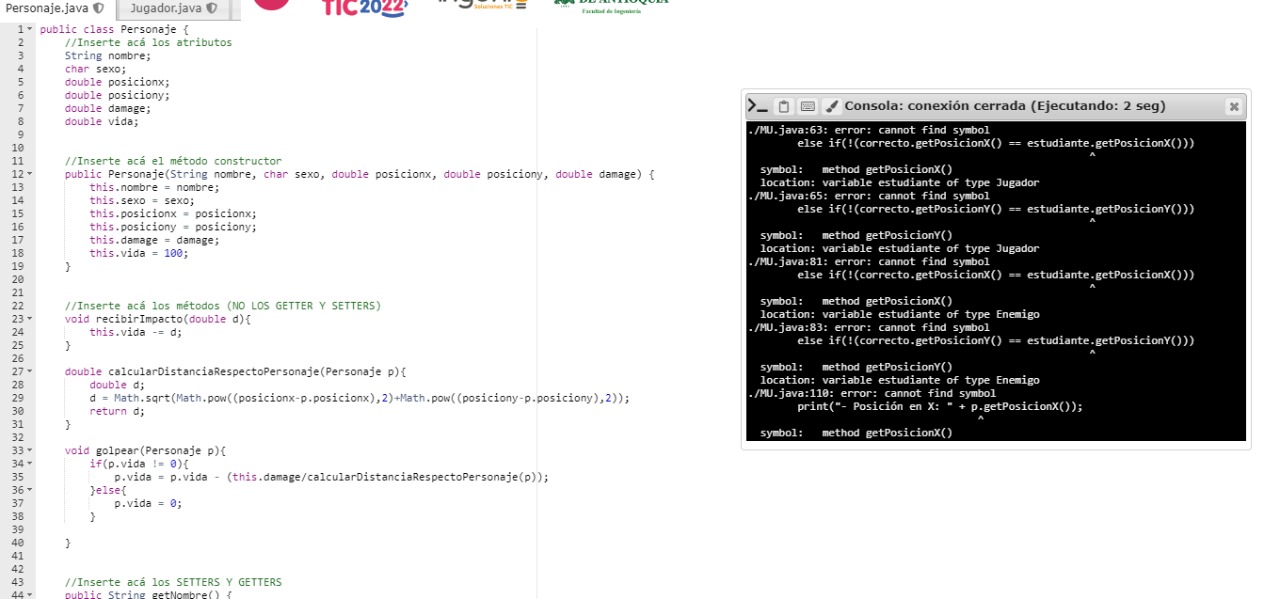 Personaje.java
Jugador.java
TIC2022
Soluciones TIC
DE ANTIOQUIA
Facultad de Ingeniería
1 public class Personaje {
2 //Inserte acá los atributos
3 String nombre;
4 char sexo;
5 double posicionx;
6 double posiciony;
7 double damage;
8 double vida;
9
10
11 //Inserte acá el método constructor
12 public Personaje(String nombre, char sexo, double posicionx, double posiciony, double damage) {
13 this.nombre = nombre;
14 this.sexo = sexo;
15 this.posicionx = posicionx;
16 this.posiciony = posiciony;
17 this.damage = damage;
18 this.vida = 100;
19 }
20
21
22 //Inserte acá los métodos (NO LOS GETTER Y SETTERS)
23 void recibirImpacto(double d){
24 this.vida -= d;
25 }
26
27 double calcularDistanciaRespectoPersonaje(Personaje p){
28 double d;
29 d = Math.sqrt(Math.pow((posicionx-p.posicionx),2)+Math.pow((posiciony-p.posiciony),2));
30 return d;
31 }
32
33 void golpear(Personaje p){
34 if(p.vida != 0){
35 p.vida = p.vida - (this.damage/calcularDistanciaRespectoPersonaje(p));
36 }else{
37 p.vida = 0;
38 }
39
40 }
41
42
43 //Inserte acá los SETTERS Y GETTERS
44 public String getNombre() {
Consola: conexión cerrada (Ejecutando: 2 seg)
./MU.java:63: error: cannot find symbol
else if(!(correcto.getPosicionX() == estudiante.getPosicionX()))
^
symbol: method getPosicionX()
location: variable estudiante of type Jugador
./MU.java:65: error: cannot find symbol
else if(!(correcto.getPosicionY() == estudiante.getPosicionY()))
^
symbol: method getPosicionY()
location: variable estudiante of type Jugador
./MU.java:81: error: cannot find symbol
else if(!(correcto.getPosicionX() == estudiante.getPosicionX()))
^
symbol: method getPosicionX()
location: variable estudiante of type Enemigo
./MU.java:83: error: cannot find symbol
else if(!(correcto.getPosicionY() == estudiante.getPosicionY()))
^
symbol: method getPosicionY()
location: variable estudiante of type Enemigo
./MU.java:110: error: cannot find symbol
print("- Posición en X: " + p.getPosicionX());
^
symbol: method getPosicionX()